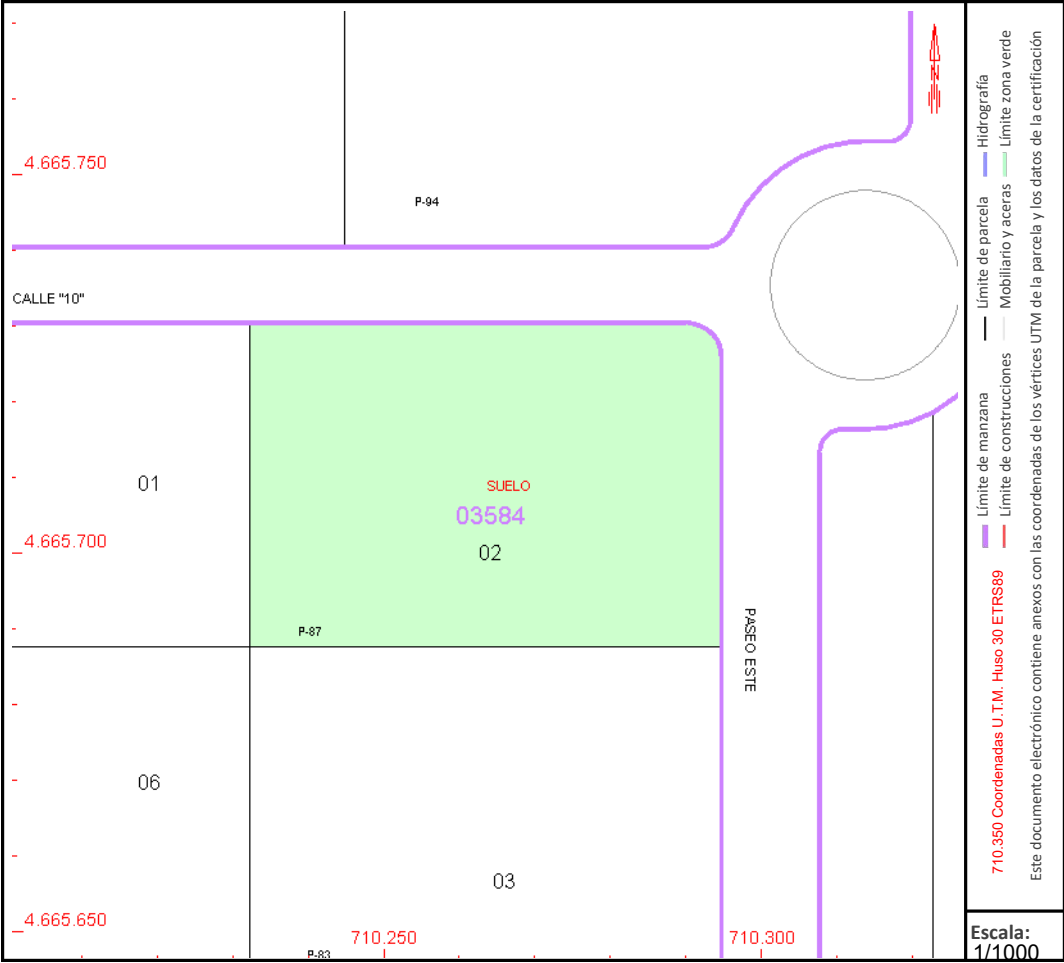 4.665.750
P-94
CALLE "10"
01
SUELO
03584
02
4.665.700
P-87
PASEO ESTE
06
03
4.665.650
710.250
710.300
P-83
N
Límite de manzana
Límite de parcela
Hidrografía
710.350 Coordenadas U.T.M. Huso 30 ETRS89
Límite de construcciones
Mobiliario y aceras
Límite zona verde
Este documento electrónico contiene anexos con las coordenadas de los vértices UTM de la parcela y los datos de la certificación
Escala:
1/1000